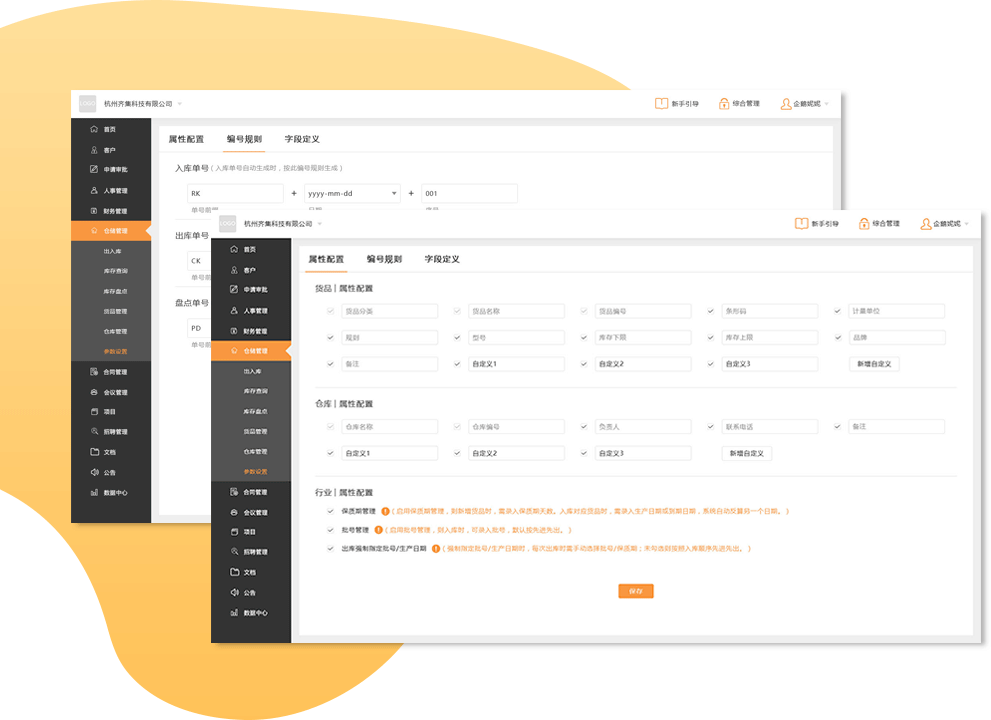 LOGO 杭州齐集科技有限公司 新手引导 综合管理 企鹅妮妮
首页
客户
申请审批
人事管理
财务管理
仓储管理
出入库
库存查询
库存盘点
货品管理
仓库管理
参数设置
合同管理
会议管理
项目
招聘管理
文档
公告
数据中心
属性配置 编号规则 字段定义
入库单号 ( 入库单号自动生成时，按此编号规则生成 )
RK + yyyy-mm-dd + 001
单号前
出库单号
CK
单号前
盘点单号
PD
单号前
LOGO 杭州齐集科技有限公司 新手引导 综合管理 企鹅妮妮
首页
客户
申请审批
人事管理
财务管理
仓储管理
出入库
库存查询
库存盘点
货品管理
仓库管理
参数设置
合同管理
会议管理
项目
招聘管理
文档
公告
数据中心
属性配置 编号规则 字段定义
货品 | 属性配置
货品分类 货品名称 货品编号 条形码 计量单位
规则 型号 库存下限 库存上限 品牌
备注 自定义1 自定义2 自定义3 新增自定义
仓库 | 属性配置
仓库名称 仓库编号 负责人 联系电话 备注
自定义1 自定义2 自定义3 新增自定义
行业 | 属性配置
保质期管理 ! ( 启用保质期管理，则新增货品时，需录入保质期天数。入库对应货品时，需录入生产日期或到期日期，系统自动反算另一个日期。 )
批号管理 ! ( 启用批号管理，则入库时，可录入批号，默认按先进先出。 )
出库强制指定批号/生产日期 ! ( 强制指定批号/生产日期时，每次出库时需手动选择批号/保质期；未勾选则按照入库顺序先进先出。 )
保存